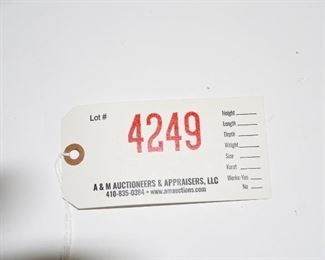 Lot #
4249
Height
Length
Depth
Weight
Size
Karat
Works: Yes
No
A & M AUCTIONEERS & APPRAISERS, LLC
410-835-0384 • www.amauctions.com